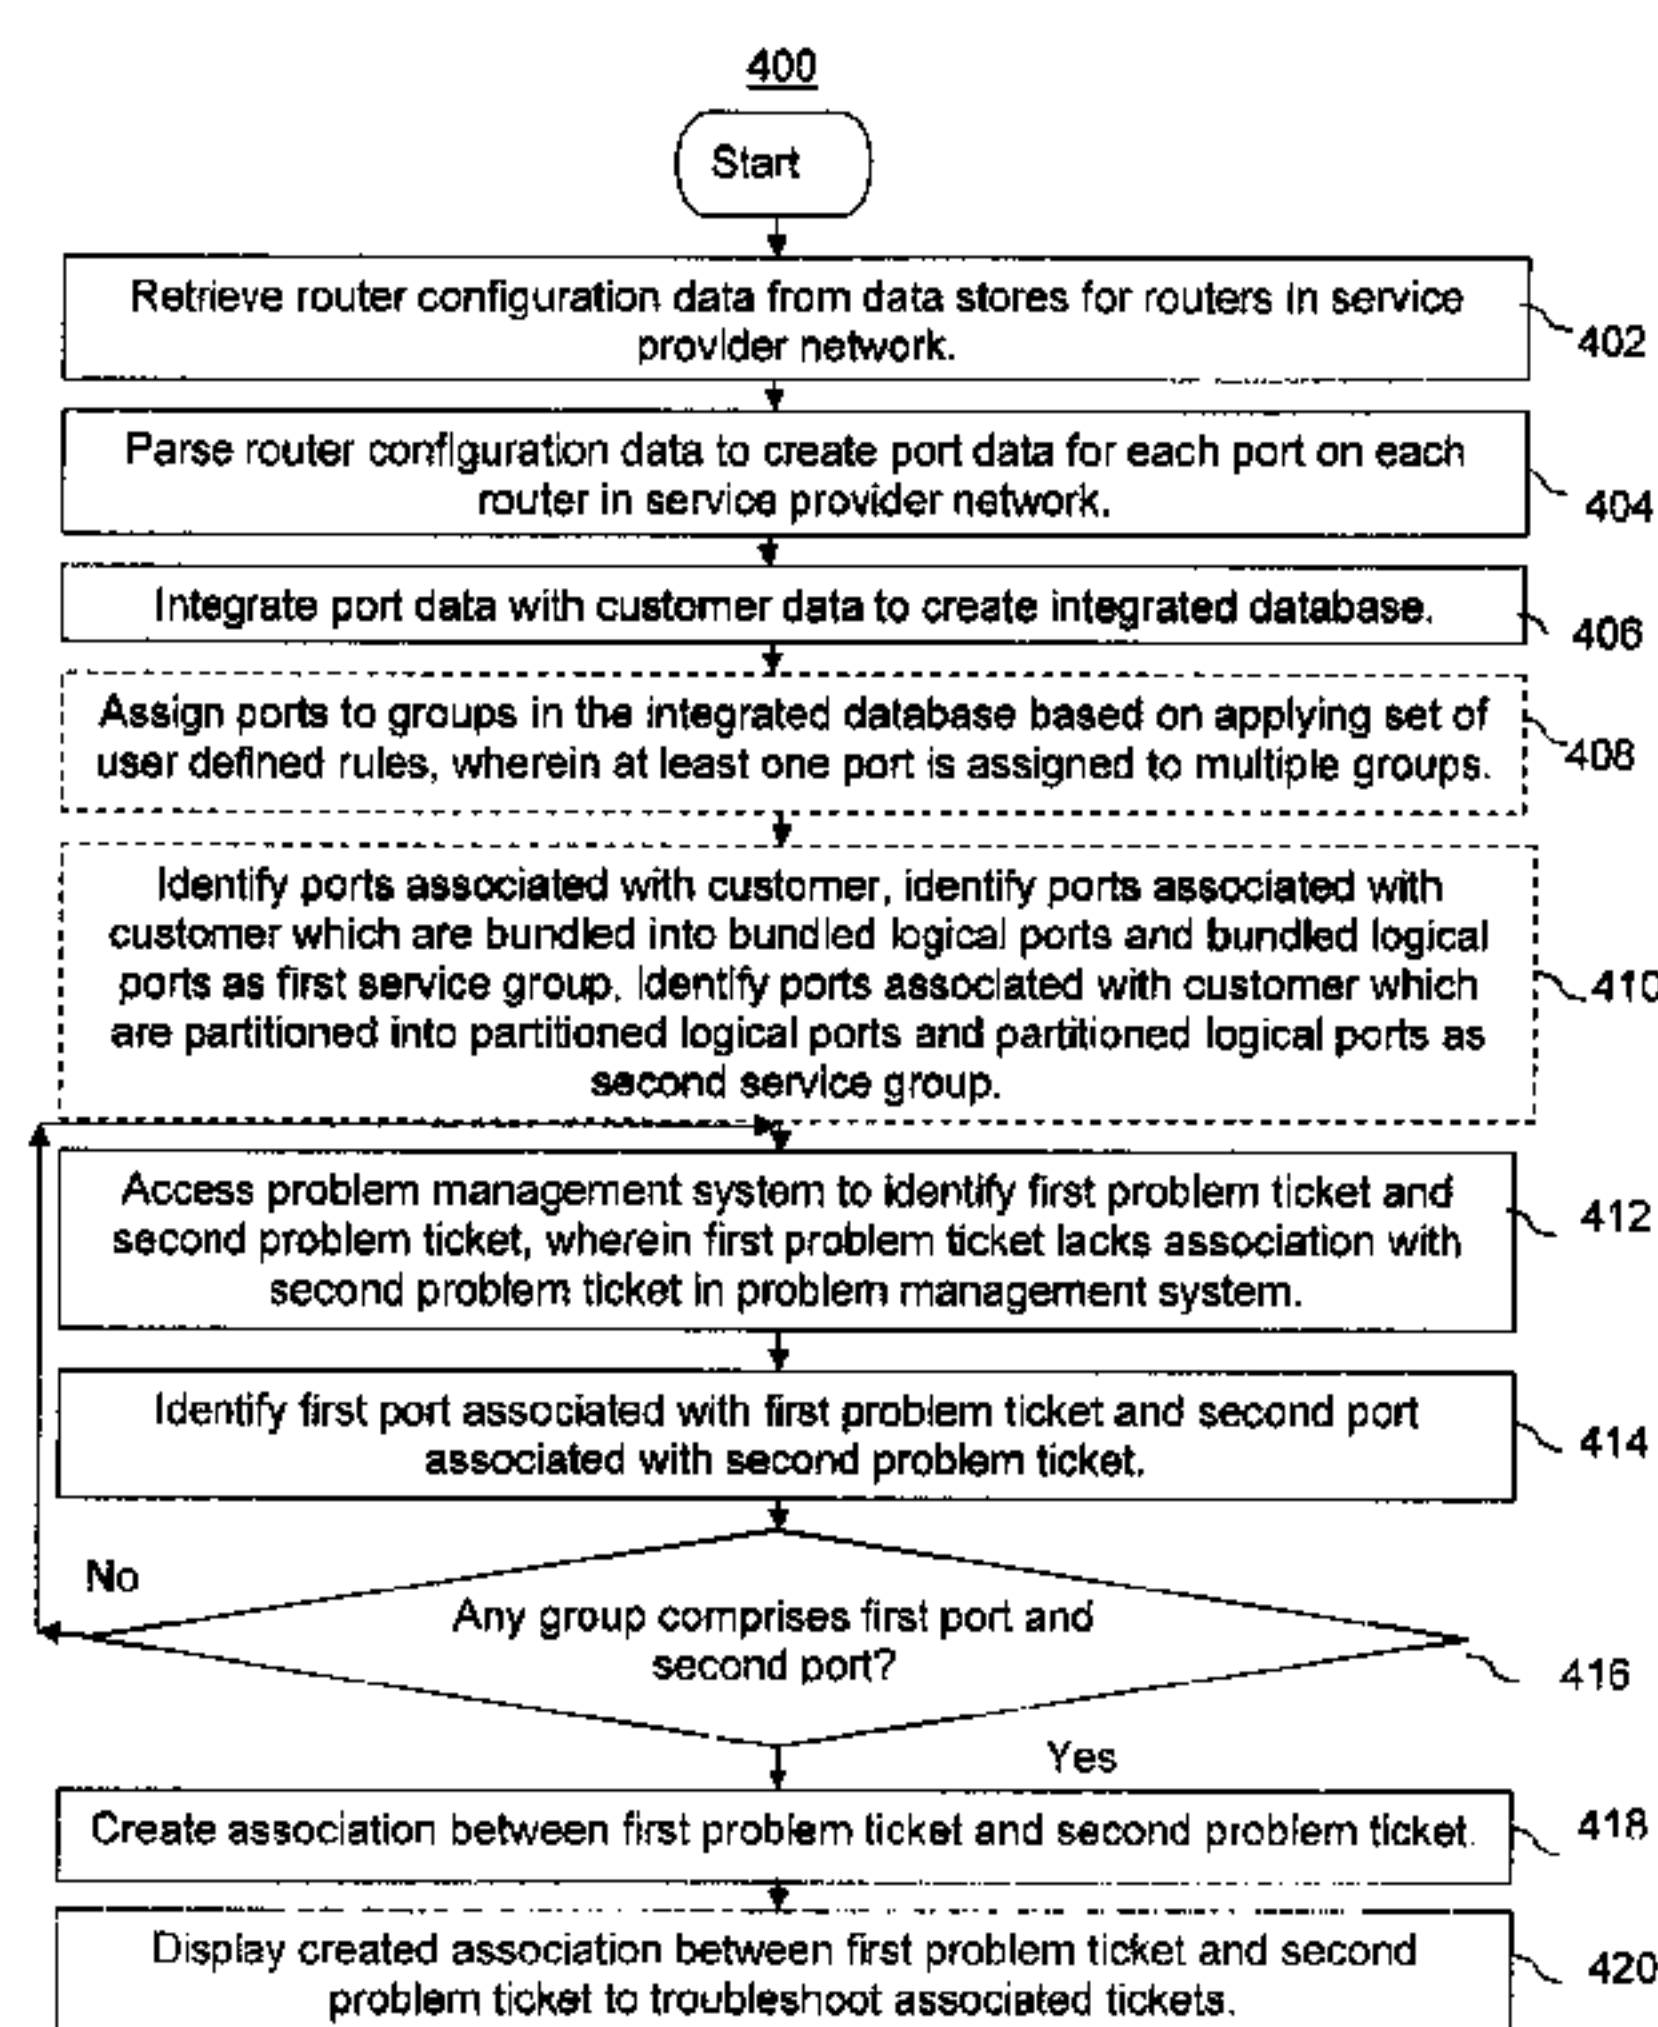 400
Start
Retrieve router configuration data from data stores for routers in service
provider network.
402
Parse router configuration data to create port data for each port on each
router in service provider network.
404
Integrate port data with customer data to create integrated database.
406
Assign ports to groups in the integrated database based on applying set of
user defined rules, wherein at least one port is assigned to multiple groups.
408
Identify ports associated with customer, identify ports associated with
customer which are bundled into bundled logical ports and bundled logical
ports as first service group, identify ports associated with customer which
are partitioned into partitioned logical ports and partitioned logical ports as
second service group.
410
Access problem management system to identify first problem ticket and
second problem ticket, wherein first problem ticket lacks association with
second problem ticket in problem management system.
412
Identify first port associated with first problem ticket and second port
associated with second problem ticket.
414
No
Any group comprises first port and
second port?
416
Yes
Create association between first problem ticket and second problem ticket.
418
Display created association between first problem ticket and second
problem ticket to troubleshoot associated tickets.
420